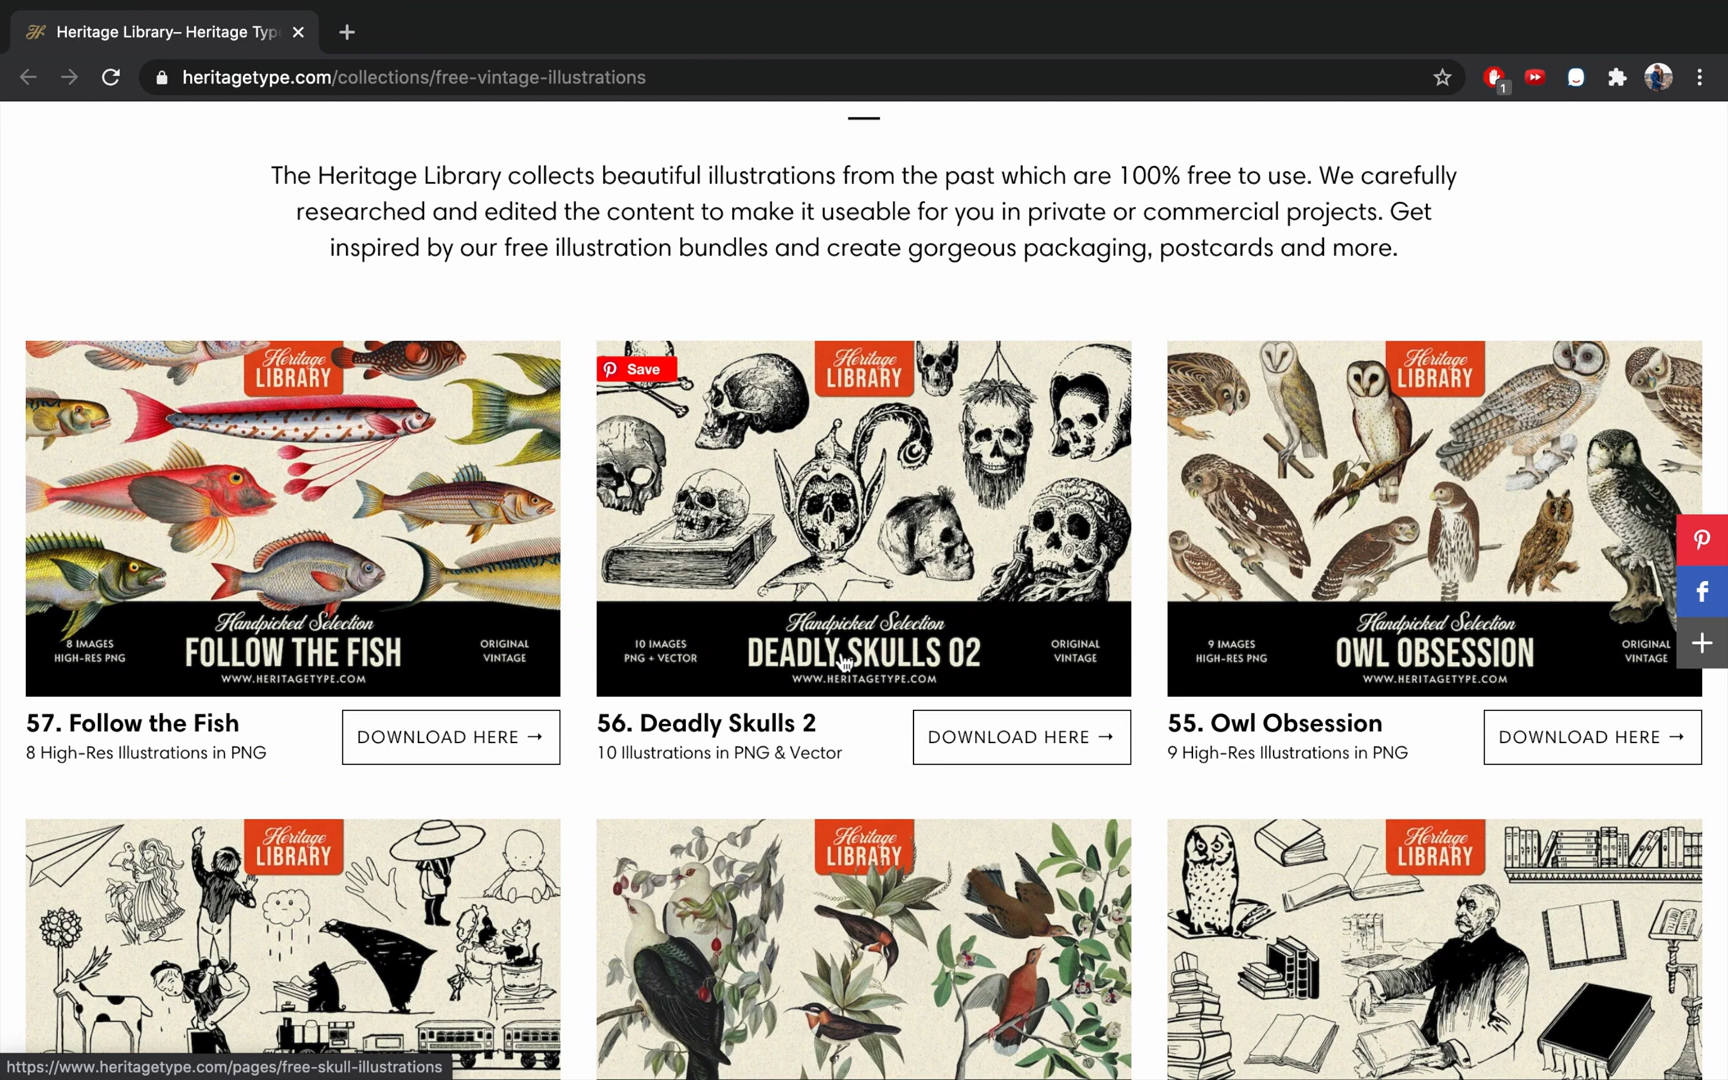 Heritage Library– Heritage Typ
heritagetype.com/collections/free-vintage-illustrations
1
The Heritage Library collects beautiful illustrations from the past which are 100% free to use. We carefully
researched and edited the content to make it useable for you in private or commercial projects. Get
inspired by our free illustration bundles and create gorgeous packaging, postcards and more.
Heritage
LIBRARY
8 IMAGES
HIGH-RES PNG
Handpicked Selection
FOLLOW THE FISH
WWW.HERITAGETYPE.COM
ORIGINAL
VINTAGE
57. Follow the Fish
8 High-Res Illustrations in PNG
DOWNLOAD HERE →
Save
Heritage
LIBRARY
10 IMAGES
PNG + VECTOR
Handpicked Selection
DEADLY SKULLS 02
WWW.HERITAGETYPE.COM
ORIGINAL
VINTAGE
56. Deadly Skulls 2
10 Illustrations in PNG & Vector
DOWNLOAD HERE →
Heritage
LIBRARY
9 IMAGES
HIGH-RES PNG
Handpicked Selection
OWL OBSESSION
WWW.HERITAGETYPE.COM
ORIGINAL
VINTAGE
55. Owl Obsession
9 High-Res Illustrations in PNG
DOWNLOAD HERE →
Heritage
LIBRARY
Heritage
LIBRARY
Heritage
LIBRARY
https://www.heritagetype.com/pages/free-skull-illustrations